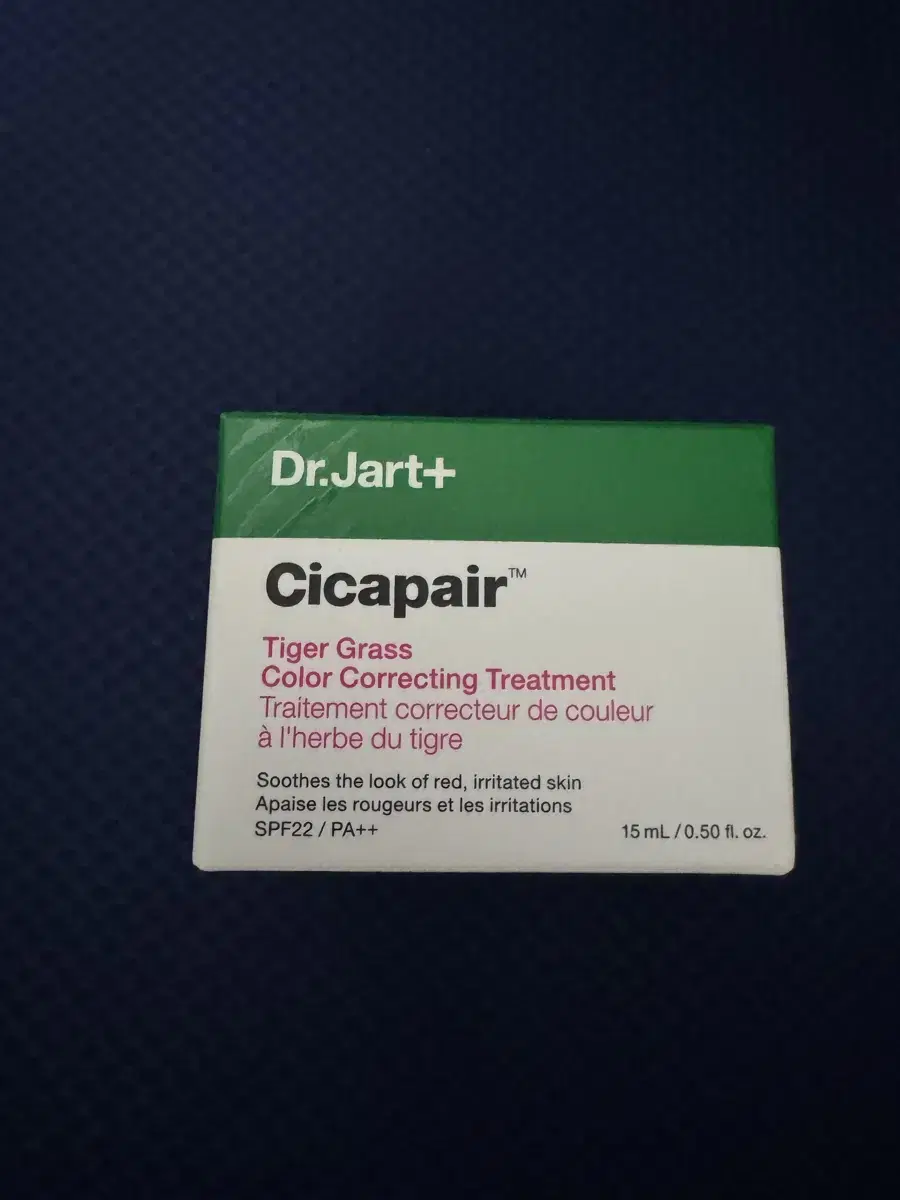 Dr.Jart+
Cicapair™
Tiger Grass
Color Correcting Treatment
Traitement correcteur de couleur
à l'herbe du tigre
Soothes the look of red, irritated skin
Apaise les rougeurs et les irritations
SPF22 / PA++
15 mL / 0.50 fl. oz.